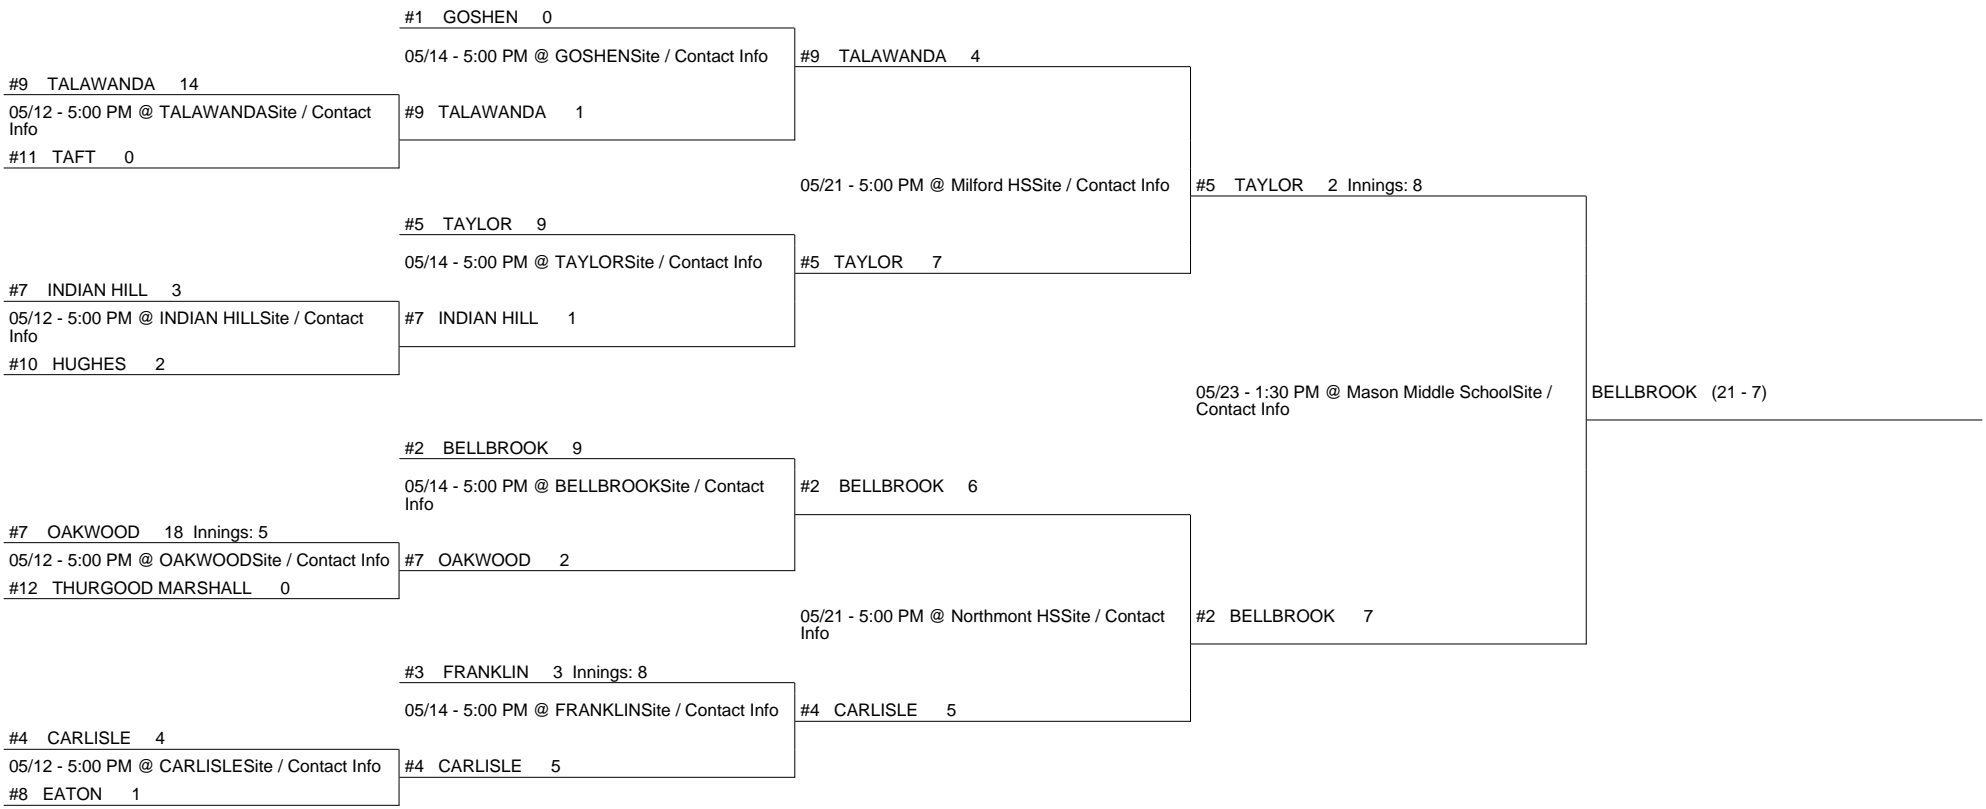 #1 GOSHEN 0
05/14 - 5:00 PM @ GOSHENSite / Contact Info
#9 TALAWANDA 4
#9 TALAWANDA 14
05/12 - 5:00 PM @ TALAWANDASite / Contact
Info
#9 TALAWANDA 1
#11 TAFT 0
05/21 - 5:00 PM @ Milford HSSite / Contact Info
#5 TAYLOR 2 Innings: 8
#5 TAYLOR 9
05/14 - 5:00 PM @ TAYLORSite / Contact Info
#5 TAYLOR 7
#7 INDIAN HILL 3
05/12 - 5:00 PM @ INDIAN HILLSite / Contact
Info
#7 INDIAN HILL 1
#10 HUGHES 2
05/23 - 1:30 PM @ Mason Middle SchoolSite /
Contact Info
BELLBROOK (21 - 7)
#2 BELLBROOK 9
05/14 - 5:00 PM @ BELLBROOKSite / Contact
Info
#2 BELLBROOK 6
#7 OAKWOOD 18 Innings: 5
05/12 - 5:00 PM @ OAKWOODSite / Contact Info
#7 OAKWOOD 2
#12 THURGOOD MARSHALL 0
05/21 - 5:00 PM @ Northmont HSSite / Contact
Info
#2 BELLBROOK 7
#3 FRANKLIN 3 Innings: 8
05/14 - 5:00 PM @ FRANKLINSite / Contact Info
#4 CARLISLE 5
#4 CARLISLE 4
05/12 - 5:00 PM @ CARLISLESite / Contact Info
#4 CARLISLE 5
#8 EATON 1